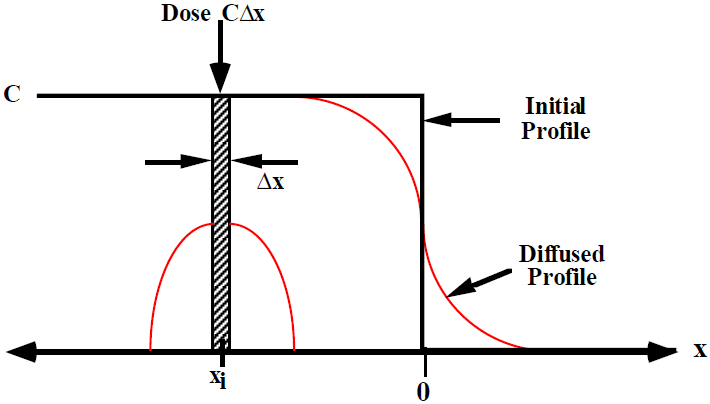 Dose CΔx
C
Initial
Profile
Δx
Diffused
Profile
x
xi
0